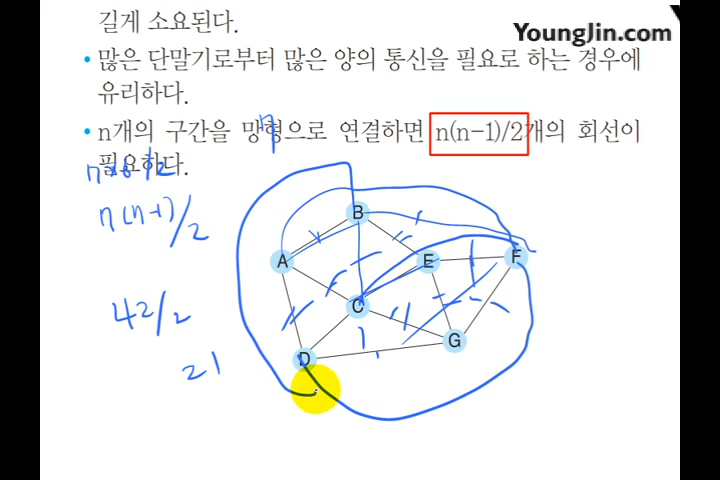 길게 소요된다.
YoungJin.com
• 많은 단말기로부터 많은 양의 통신을 필요로 하는 경우에
유리하다.
7
• n개의 구간을 망형으로 연결하면 n(n-1)/2개의 회선이
필요하다.
n(n-1)/2
B
A
E
F
C
42/2
G
D
21